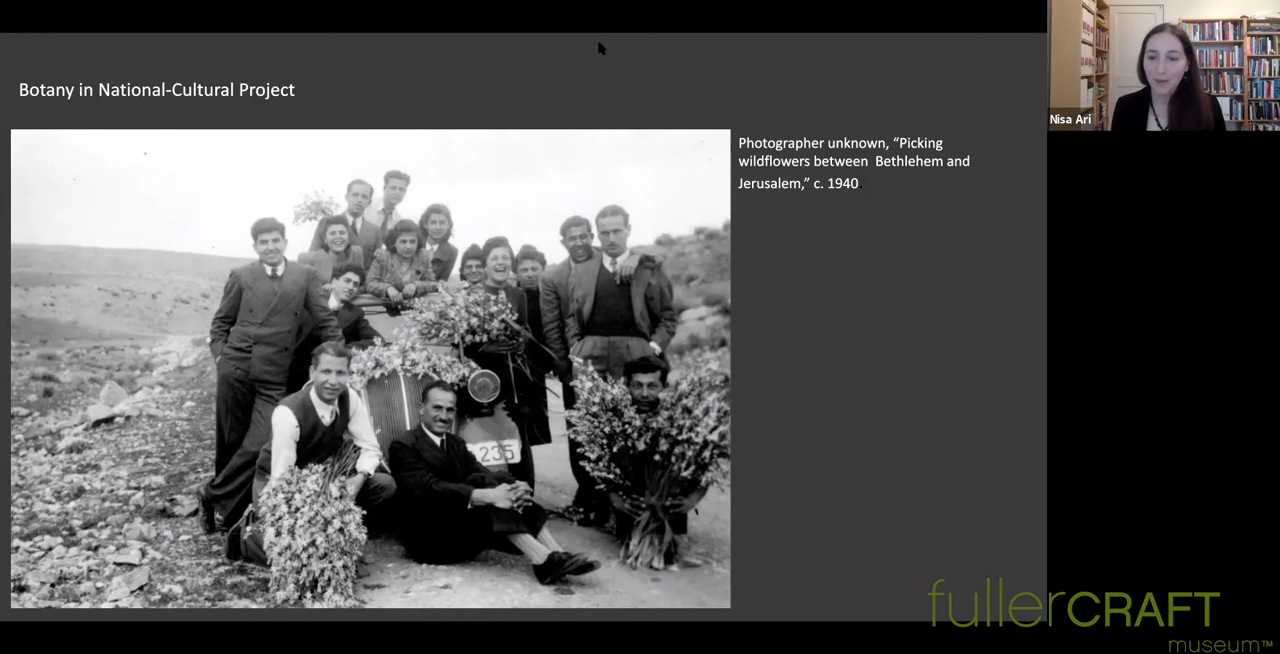 Botany in National-Cultural Project
Photographer unknown, “Picking
wildflowers between Bethlehem and
Jerusalem,” c. 1940.
Nisa Ari
235
fullerCRAFT
museum™